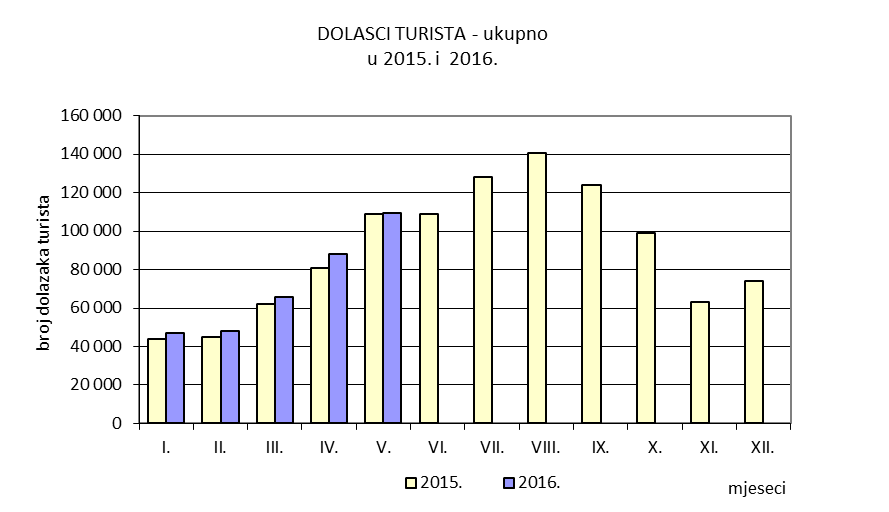 DOLASCI TURISTA - ukupno
u 2015. i 2016.
160 000
140 000
120 000
100 000
80 000
60 000
40 000
20 000
0
broj dolazaka turista
I. II. III. IV. V. VI. VII. VIII. IX. X. XI. XII.
2015. 2016.
mjeseci